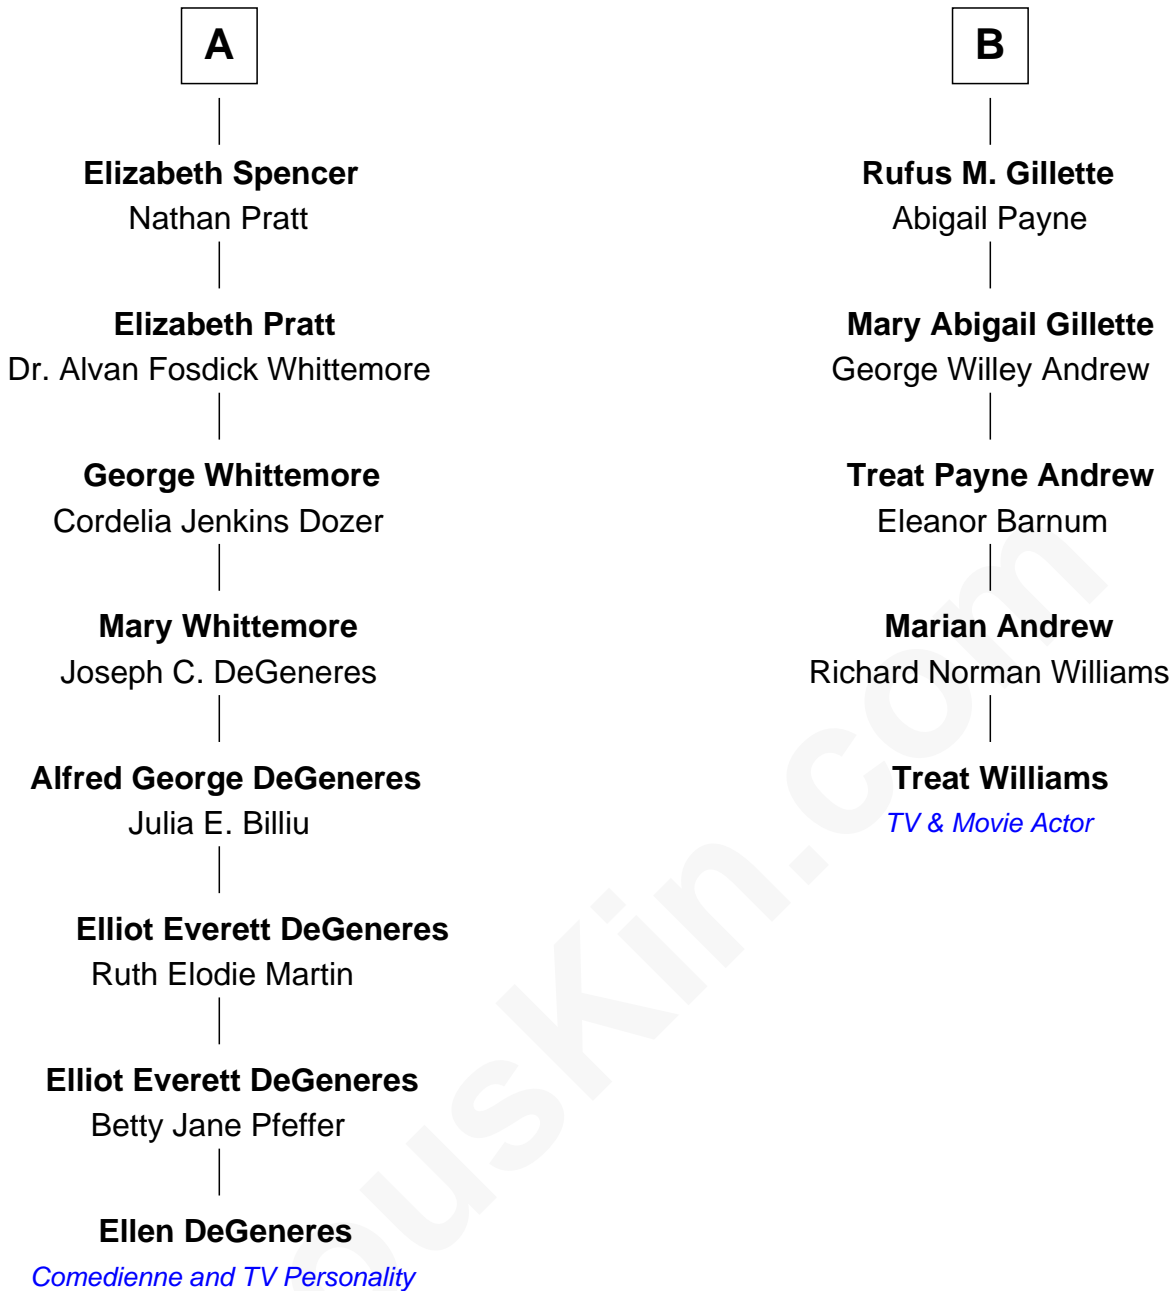 A
Elizabeth Spencer
Nathan Pratt
Elizabeth Pratt
Dr. Alvan Fosdick Whittemore
George Whittemore
Cordelia Jenkins Dozer
Mary Whittemore
Joseph C. DeGeneres
Alfred George DeGeneres
Julia E. Billiu
Elliot Everett DeGeneres
Ruth Elodie Martin
Elliot Everett DeGeneres
Betty Jane Pfeffer
Ellen DeGeneres
Comedienne and TV Personality
B
Rufus M. Gillette
Abigail Payne
Mary Abigail Gillette
George Willey Andrew
Treat Payne Andrew
Eleanor Barnum
Marian Andrew
Richard Norman Williams
Treat Williams
TV & Movie Actor
ousKin.com